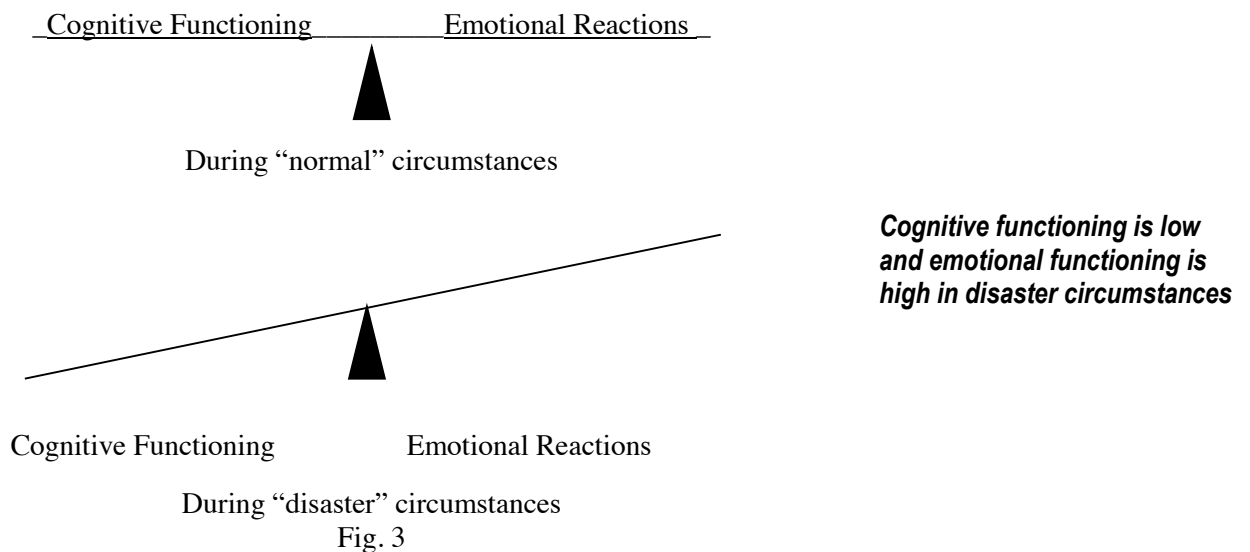 Cognitive Functioning Emotional Reactions
During “normal” circumstances
Cognitive functioning is low
and emotional functioning is
high in disaster circumstances
Cognitive Functioning Emotional Reactions
During “disaster” circumstances
Fig. 3